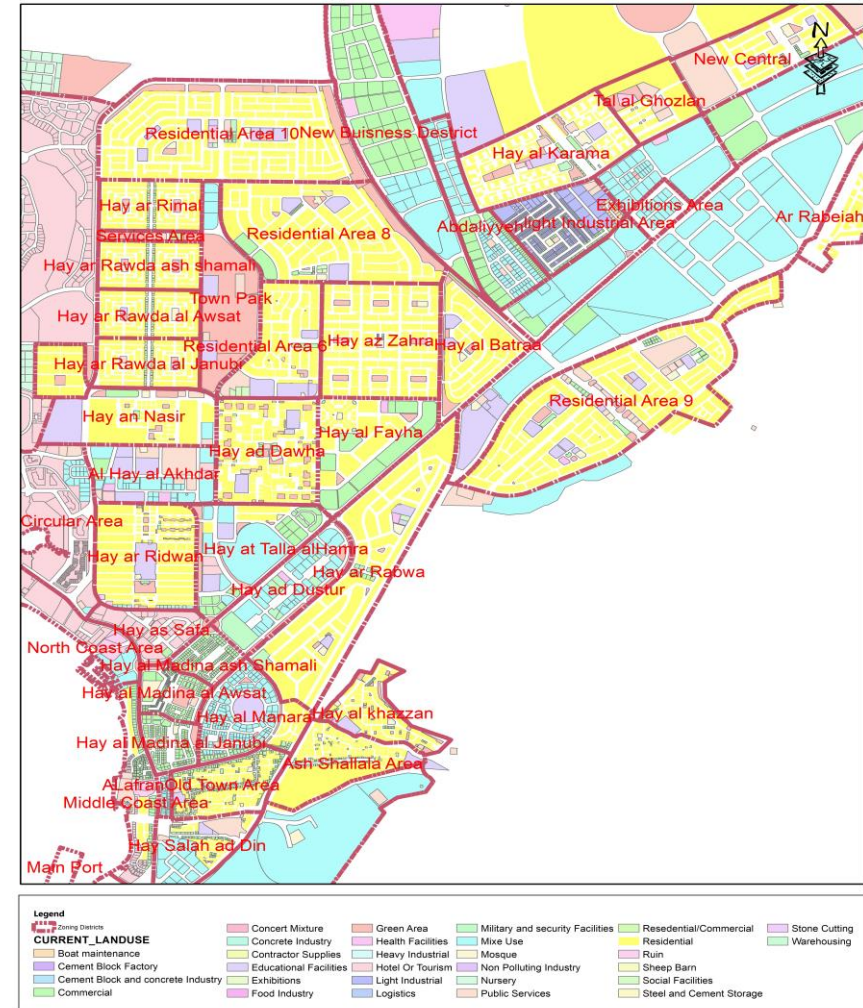 N
New Central
Tal al Ghozlan
Residential Area 10
New Buisness Destrict
Hay al Karama
Hay ar Rimal
Exhibitions Area
Ar Rabeiah
Services Area
Residential Area 8
Abdaliyyeh
light Industrial Area
Hay ar Rawda ash shamali
Town Park
Hay ar Rawda al Awsat
Residential Area 6
Hay az Zahra
Hay al Batraa
Hay ar Rawda al Janubi
Residential Area 9
Hay an Nasir
Hay al Fayha
Hay ad Dawha
Al Hay al Akhdar
Circular Area
Hay ar Ridwan
Hay at Talla alHamra
Hay ar Rabwa
Hay ad Dustur
Hay as Safa
North Coast Area
Hay al Madina ash Shamali
Hay al Madina al Awsat
Hay al Manara
Hay al khazzan
Hay al Madina al Janubi
Ash Shallala Area
ALafran
Old Town Area
Middle Coast Area
Hay Salah ad Din
Main Port
Legend
Zoning Districts
CURRENT_LANDUSE
Boat maintenance
Cement Block Factory
Cement Block and concrete Industry
Commercial
Concert Mixture
Concrete Industry
Contractor Supplies
Educational Facilities
Exhibitions
Food Industry
Green Area
Health Facilities
Heavy Industrial
Hotel Or Tourism
Light Industrial
Logistics
Military and security Facilities
Mixe Use
Mosque
Non Polluting Industry
Nursery
Public Services
Resedential/Commercial
Residential
Ruin
Sheep Barn
Social Facilities
Steel and Cement Storage
Stone Cutting
Warehousing